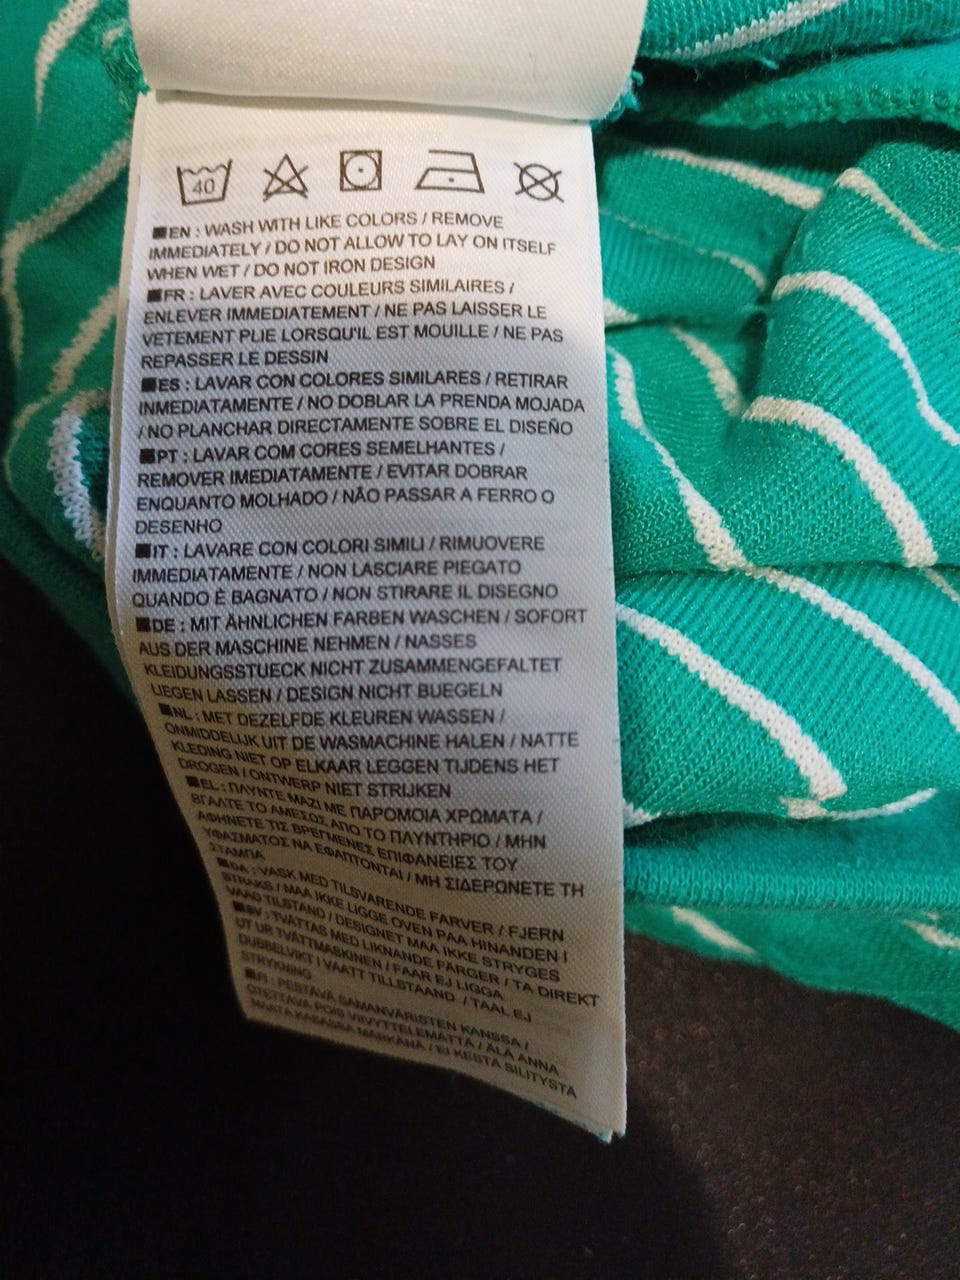 40
EN : WASH WITH LIKE COLORS / REMOVE
IMMEDIATELY / DO NOT ALLOW TO LAY ON ITSELF
WHEN WET / DO NOT IRON DESIGN
FR : LAVER AVEC COULEURS SIMILAIRES /
ENLEVER IMMEDIATEMENT / NE PAS LAISSER LE
VETEMENT PLIE LORSQU'IL EST MOUILLE / NE PAS
REPASSER LE DESSIN
ES : LAVAR CON COLORES SIMILARES / RETIRAR
INMEDIATAMENTE / NO DOBLAR LA PRENDA MOJADA
/ NO PLANCHAR DIRECTAMENTE SOBRE EL DISEÑO
PT : LAVAR COM CORES SEMELHANTES /
REMOVER IMEDIATAMENTE / EVITAR DOBRAR
ENQUANTO MOLHADO / NÃO PASSAR A FERRO O
DESENHO
IT : LAVARE CON COLORI SIMILI / RIMUOVERE
IMMEDIATAMENTE / NON LASCIARE PIEGATO
QUANDO È BAGNATO / NON STIRARE IL DISEGNO
DE : MIT ÄHNLICHEN FARBEN WASCHEN / SOFORT
AUS DER MASCHINE NEHMEN / NASSES
KLEIDUNGSSTUECK NICHT ZUSAMMENGEFALTET
LIEGEN LASSEN / DESIGN NICHT BUEGELN
NL : MET DEZELFDE KLEUREN WASSEN /
ONMIDDELIJK UIT DE WASMACHINE HALEN / NATTE
KLEDING NIET OP ELKAAR LEGGEN TIJDENS HET
DROGEN / ONTWERP NIET STRIJKEN
EL : ΠΛΥΝΤΕ ΜΑΖΙ ΜΕ ΠΑΡΟΜΟΙΑ ΧΡΩΜΑΤΑ /
ΒΓΑΛΤΕ ΤΟ ΑΜΕΣΩΣ ΑΠΟ ΤΟ ΠΛΥΝΤΗΡΙΟ / ΜΗΝ
ΑΦΗΝΕΤΕ ΤΙΣ ΒΡΕΓΜΕΝΕΣ ΕΠΙΦΑΝΕΙΕΣ ΤΟΥ
ΥΦΑΣΜΑΤΟΣ ΝΑ ΕΦΑΠΤΟΝΤΑΙ / ΜΗ ΣΙΔΕΡΩΝΕΤΕ ΤΗ
ΣΤΑΜΠΑ
DA : VASK MED TILSVARENDE FARVER / FJERN
STRAKS / MAA IKKE LIGGE OVEN PAA HINANDEN I
VAAD TILSTAND / DESIGNET MAA IKKE STRYGES
SV : TVÄTTAS MED LIKNANDE FÄRGER / TA DIREKT
UT UR TVÄTTMASKINEN / FAAR EJ LIGGA
DUBBELVIKT I VAATT TILLSTAAND / TAAL EJ
STRYKNING
FI : PESTÄVÄ SAMANVÄRISTEN KANSSA /
OTETTAVA POIS VIIVYTTELEMÄTTÄ / ÄLÄ ANNA
MAATA KASASSA MÄRKÄNÄ / EI KESTÄ SILITYSTÄ